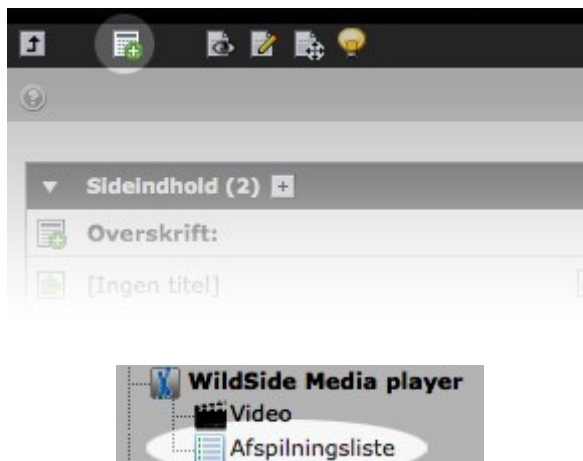 Sideindhold (2)
Overskrift:
[Ingen titel]
WildSide Media player
Video
Afspilningsliste